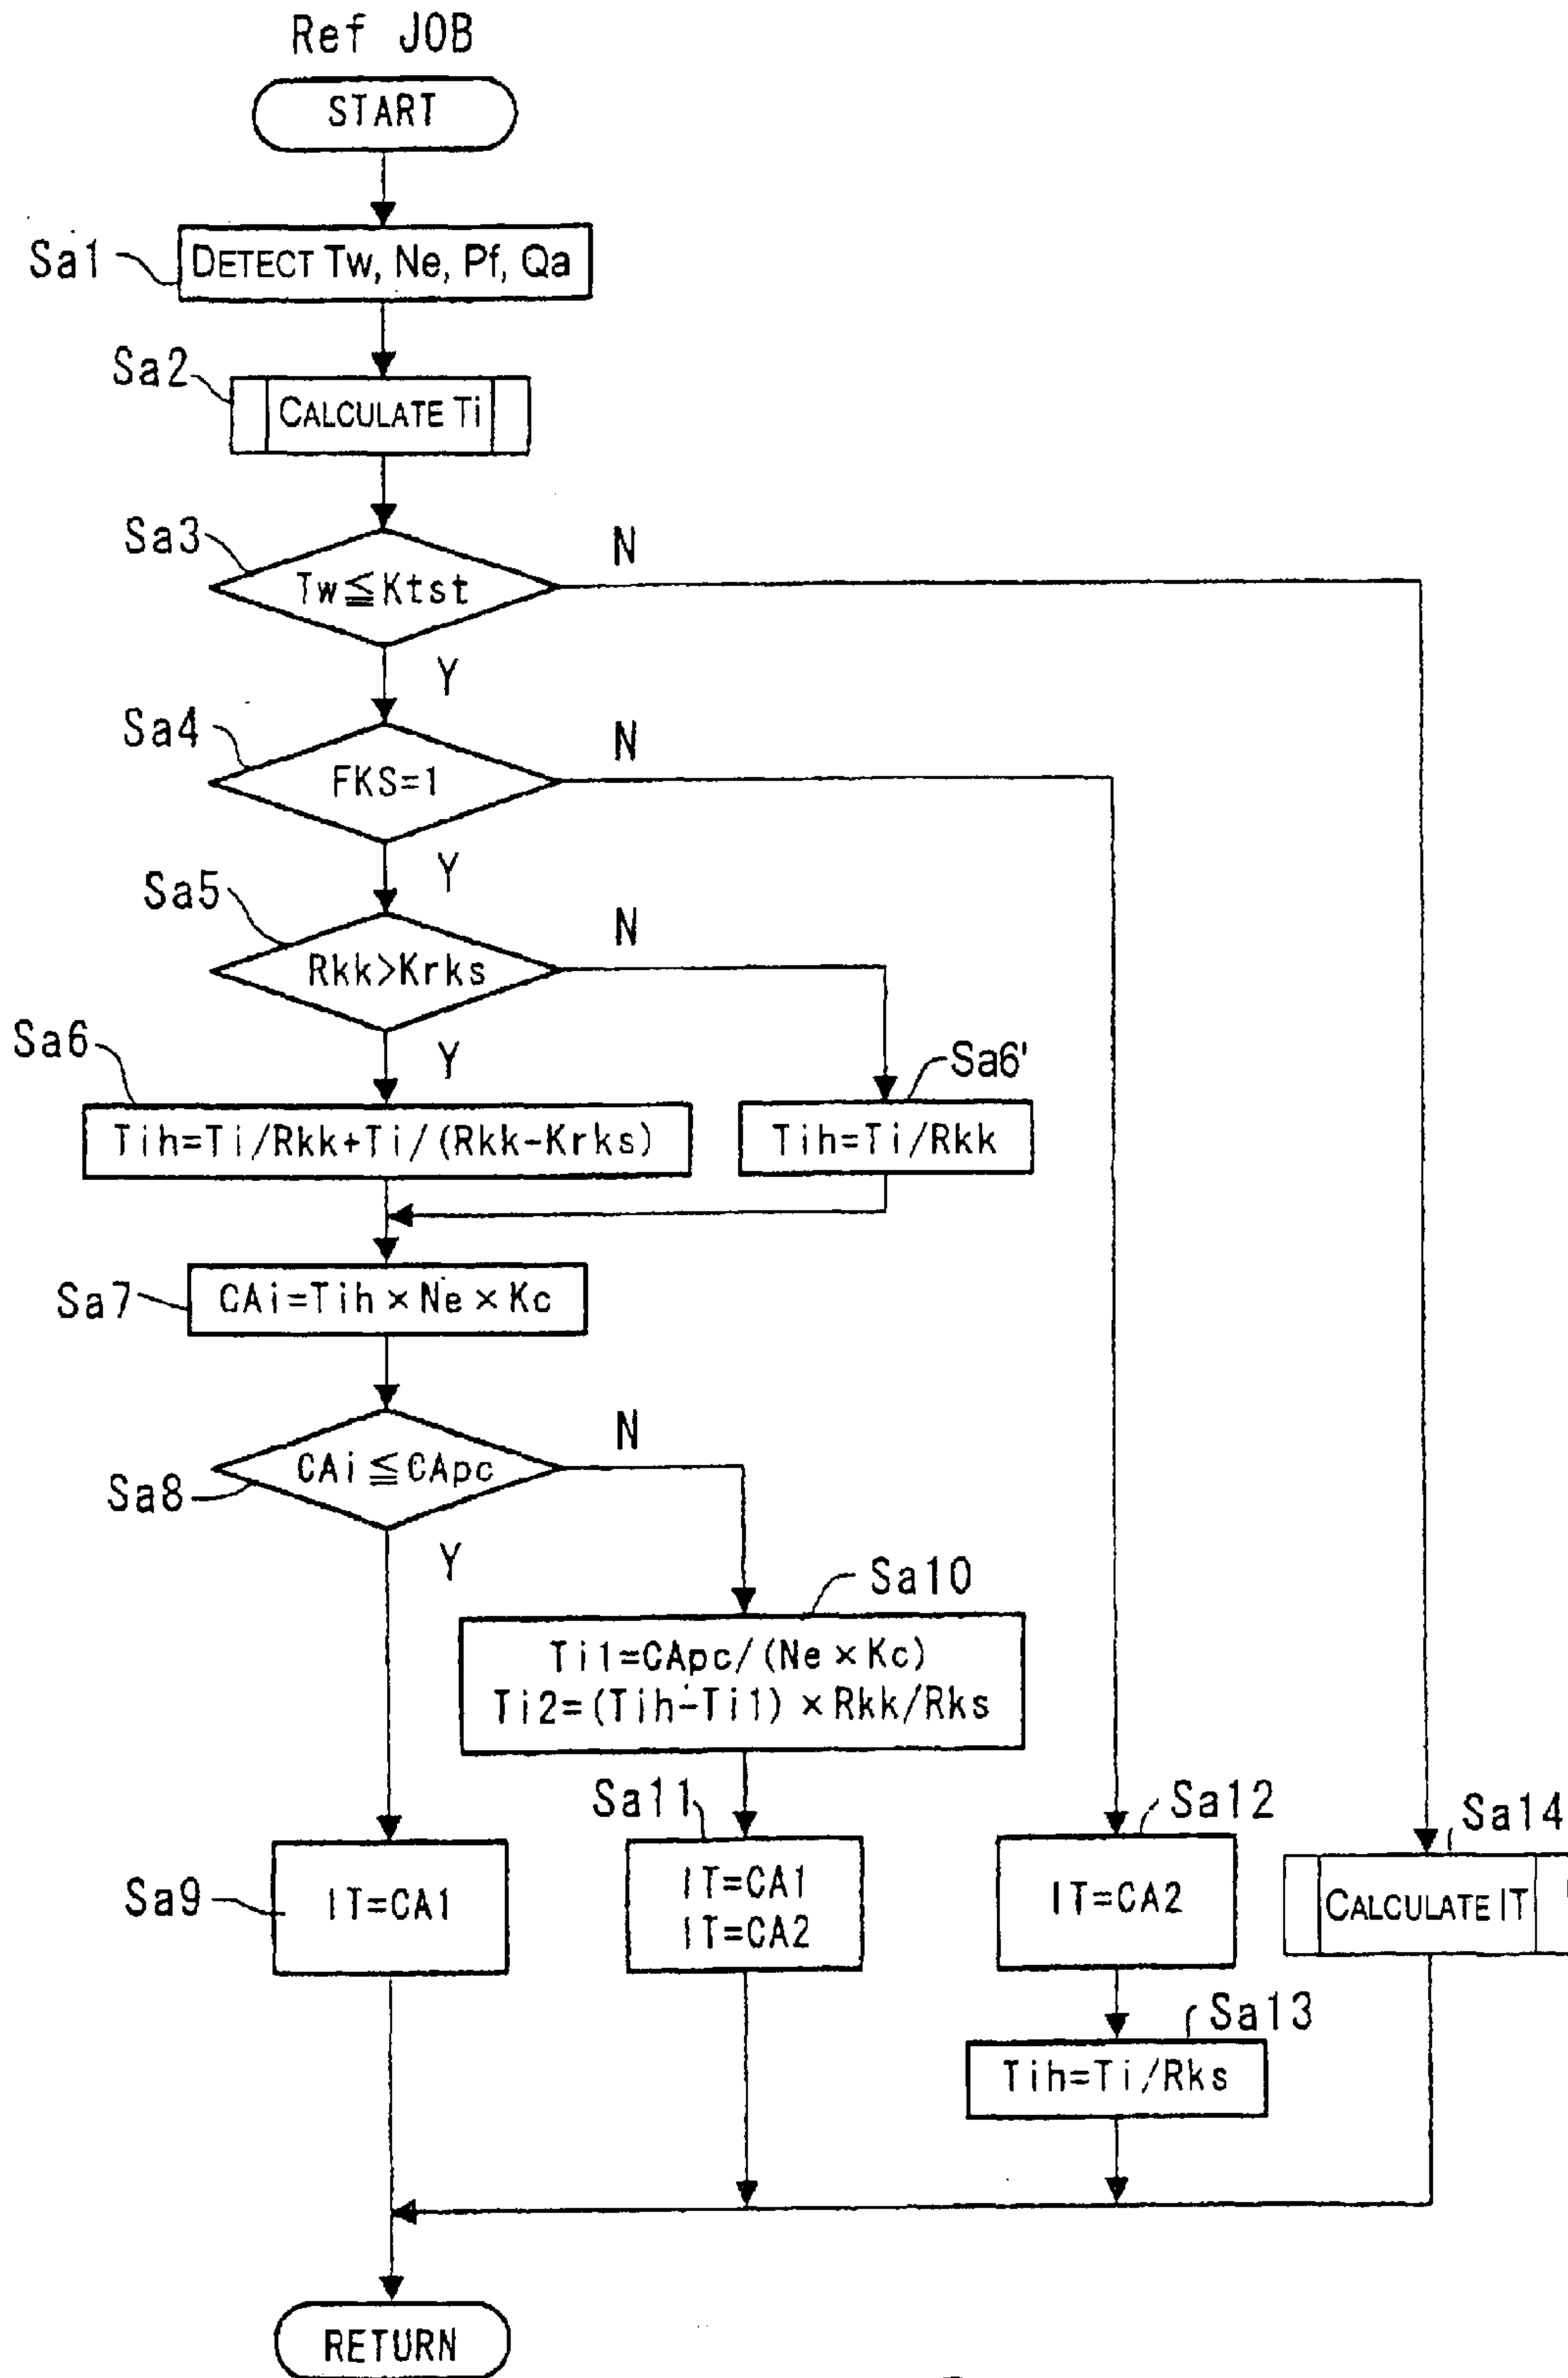 Ref JOB
START
Sa1
DETECT Tw, Ne, Pf, Qa
Sa2
CALCULATE Ti
Sa3
Tw≦Ktst
N
Y
Sa4
FKS=1
N
Y
Sa5
Rkk>Krks
N
Y
Sa6
Tih=Ti/Rkk+Ti/(Rkk-Krks)
Sa6'
Tih=Ti/Rkk
Sa7
CAi=Tih×Ne×Kc
Sa8
CAi≦CApc
N
Y
Sa10
Ti1=CApc/(Ne×Kc)
Ti2=(Tih-Ti1)×Rkk/Rks
Sa9
IT=CA1
Sa11
IT=CA1
IT=CA2
Sa12
IT=CA2
Sa14
CALCULATE IT
Sa13
Tih=Ti/Rks
RETURN